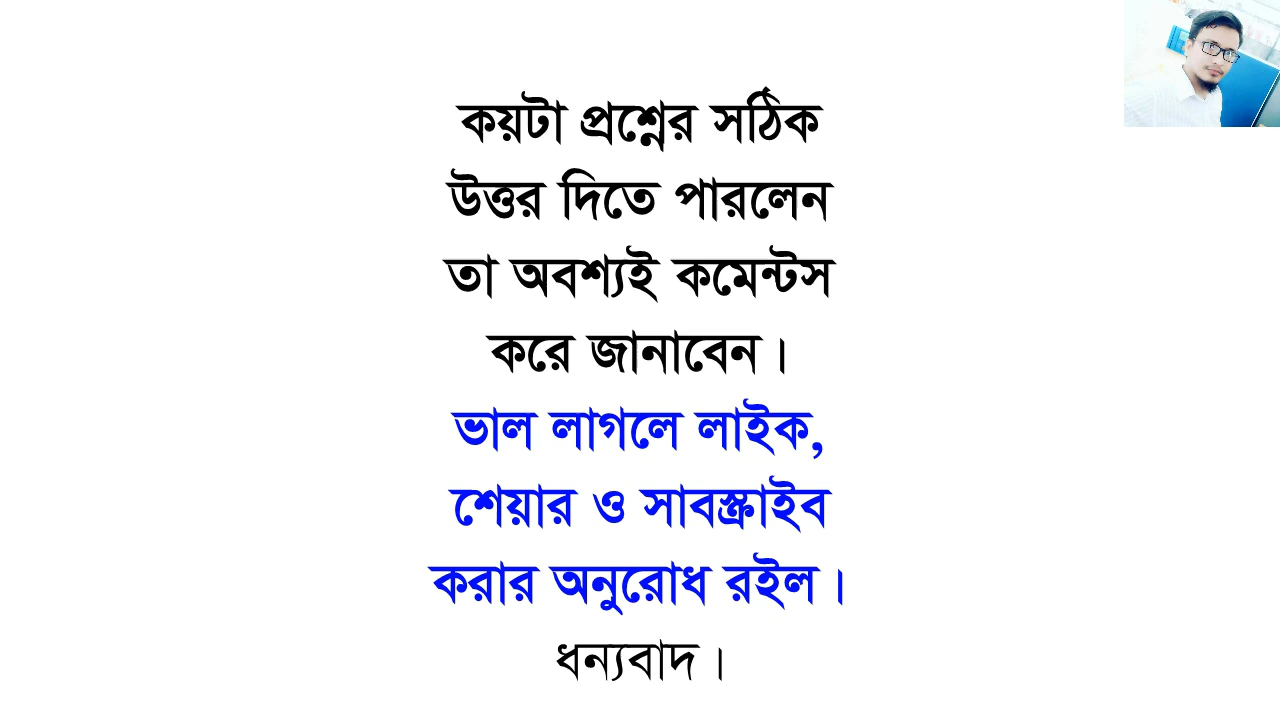 কয়টা প্রশ্নের সঠিক
উত্তর দিতে পারলেন
তা অবশ্যই কমেন্টস
করে জানাবেন।
ভাল লাগলে লাইক,
শেয়ার ও সাবস্ক্রাইব
করার অনুরোধ রইল।
ধন্যবাদ।